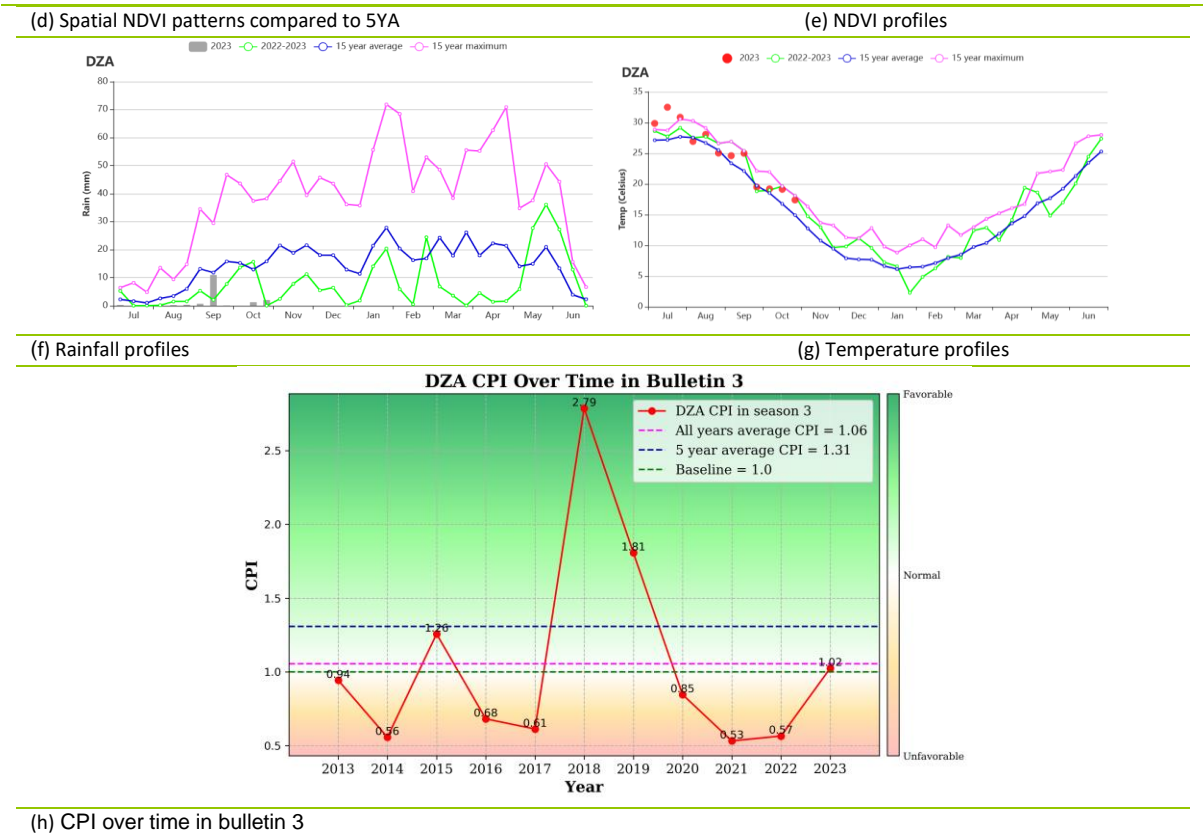 (d) Spatial NDVI patterns compared to 5YA (e) NDVI profiles
2023 2022-2023 15 year average 15 year maximum
DZA
Rain (mm)
80
70
60
50
40
30
20
10
0
Jul Aug Sep Oct Nov Dec Jan Feb Mar Apr May Jun
2023 2022-2023 15 year average 15 year maximum
DZA
Temp (Celsius)
35
30
25
20
15
10
5
0
Jul Aug Sep Oct Nov Dec Jan Feb Mar Apr May Jun
(f) Rainfall profiles (g) Temperature profiles
DZA CPI Over Time in Bulletin 3
DZA CPI in season 3
All years average CPI = 1.06
5 year average CPI = 1.31
Baseline = 1.0
CPI
2.5
2.0
1.5
1.0
0.5
0.94
0.56
1.26
0.68
0.61
2.79
1.81
0.85
0.53
0.57
1.02
2013 2014 2015 2016 2017 2018 2019 2020 2021 2022 2023
Year
Favorable
Normal
Unfavorable
(h) CPI over time in bulletin 3